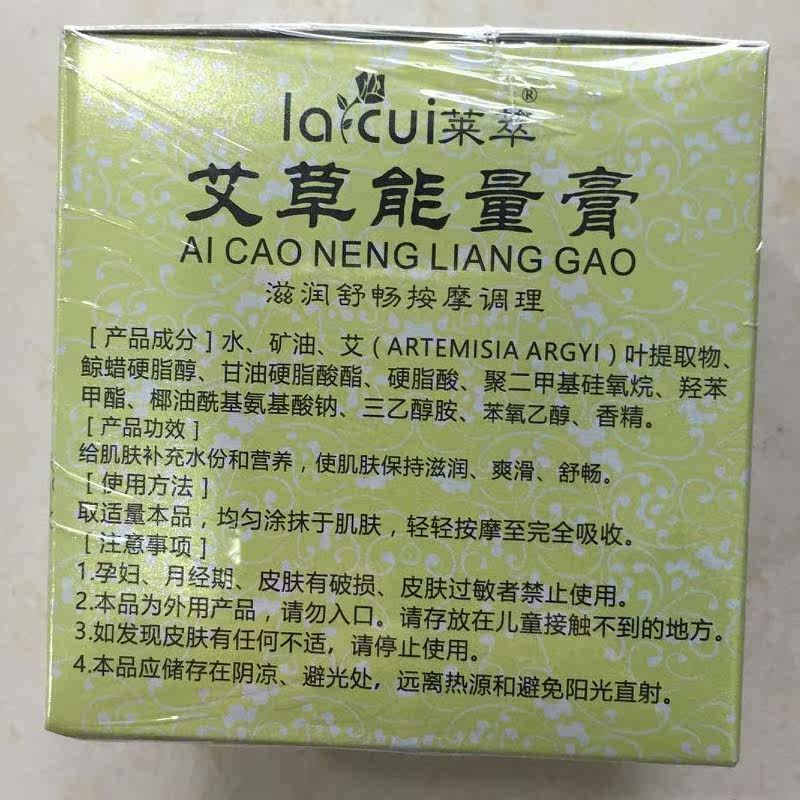 laicui莱萃®
艾草能量膏
AI CAO NENG LIANG GAO
滋润舒畅按摩调理
[ 产品成分 ] 水、矿油、艾（ARTEMISIA ARGYI）叶提取物、
鲸蜡硬脂醇、甘油硬脂酸酯、硬脂酸、聚二甲基硅氧烷、羟苯
甲酯、椰油酰基氨基酸钠、三乙醇胺、苯氧乙醇、香精。
[ 产品功效 ]
给肌肤补充水份和营养，使肌肤保持滋润、爽滑、舒畅。
[ 使用方法 ]
取适量本品，均匀涂抹于肌肤，轻轻按摩至完全吸收。
[ 注意事项 ]
1.孕妇、月经期、皮肤有破损、皮肤过敏者禁止使用。
2.本品为外用产品，请勿入口。请存放在儿童接触不到的地方。
3.如发现皮肤有任何不适，请停止使用。
4.本品应储存在阴凉、避光处，远离热源和避免阳光直射。